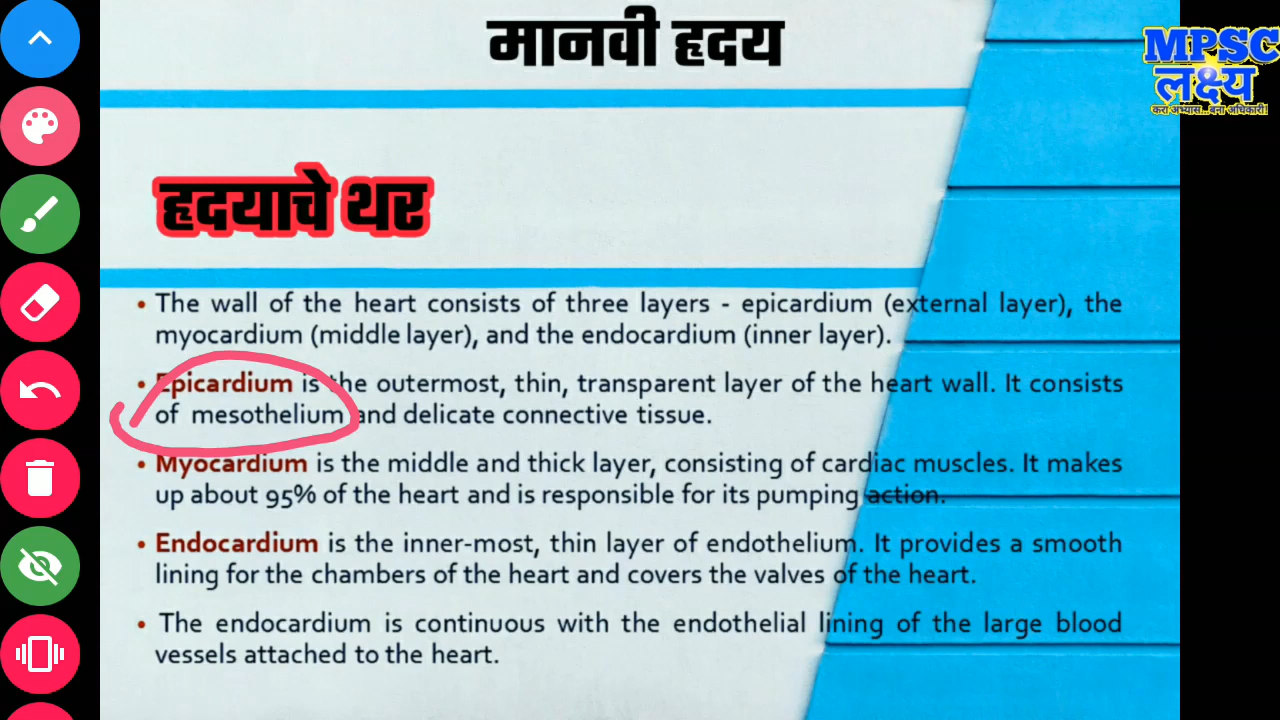 मानवी हृदय
MPSC
लक्ष्य
करा अभ्यास...बना अधिकारी!
हृदयाचे थर
• The wall of the heart consists of three layers - epicardium (external layer), the
myocardium (middle layer), and the endocardium (inner layer).
• Epicardium is the outermost, thin, transparent layer of the heart wall. It consists
of mesothelium and delicate connective tissue.
• Myocardium is the middle and thick layer, consisting of cardiac muscles. It makes
up about 95% of the heart and is responsible for its pumping action.
• Endocardium is the inner-most, thin layer of endothelium. It provides a smooth
lining for the chambers of the heart and covers the valves of the heart.
• The endocardium is continuous with the endothelial lining of the large blood
vessels attached to the heart.